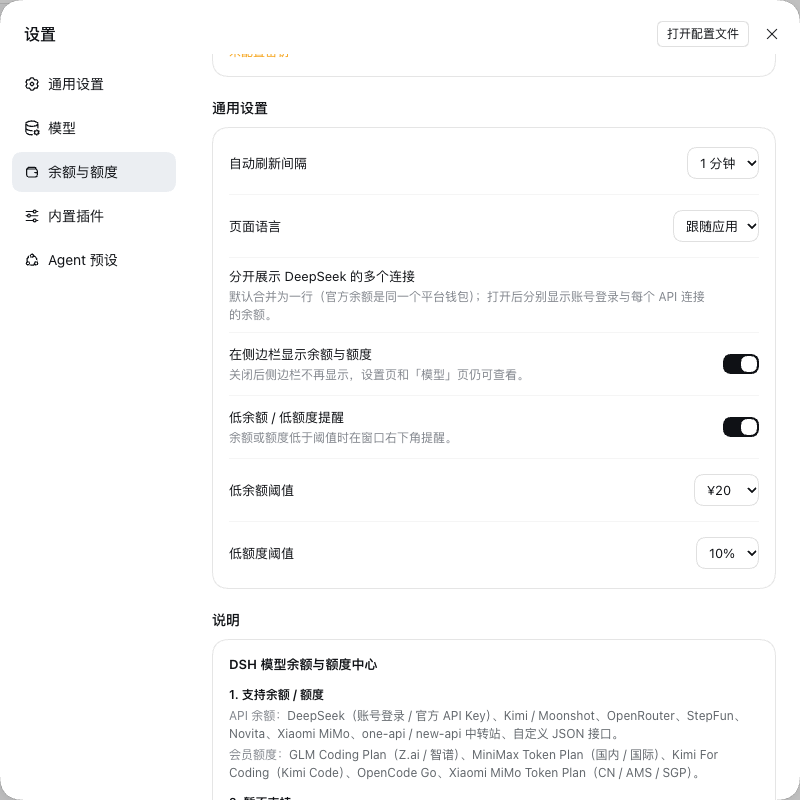 设置
打开配置文件
通用设置
模型
余额与额度
内置插件
Agent 预设
通用设置
自动刷新间隔
1 分钟
页面语言
跟随应用
分开展示 DeepSeek 的多个连接
默认合并为一行（官方余额是同一个平台钱包）；打开后分别显示账号登录与每个 API 连接
的余额。
在侧边栏显示余额与额度
关闭后侧边栏不再显示，设置页和「模型」页仍可查看。
低余额 / 低额度提醒
余额或额度低于阈值时在窗口右下角提醒。
低余额阈值
¥20
低额度阈值
10%
说明
DSH 模型余额与额度中心
1. 支持余额 / 额度
API 余额：DeepSeek（账号登录 / 官方 API Key）、Kimi / Moonshot、OpenRouter、StepFun、
Novita、Xiaomi MiMo、one-api / new-api 中转站、自定义 JSON 接口。
会员额度：GLM Coding Plan（Z.ai / 智谱）、MiniMax Token Plan（国内 / 国际）、Kimi For
Coding（Kimi Code）、OpenCode Go、Xiaomi MiMo Token Plan（CN / AMS / SGP）。